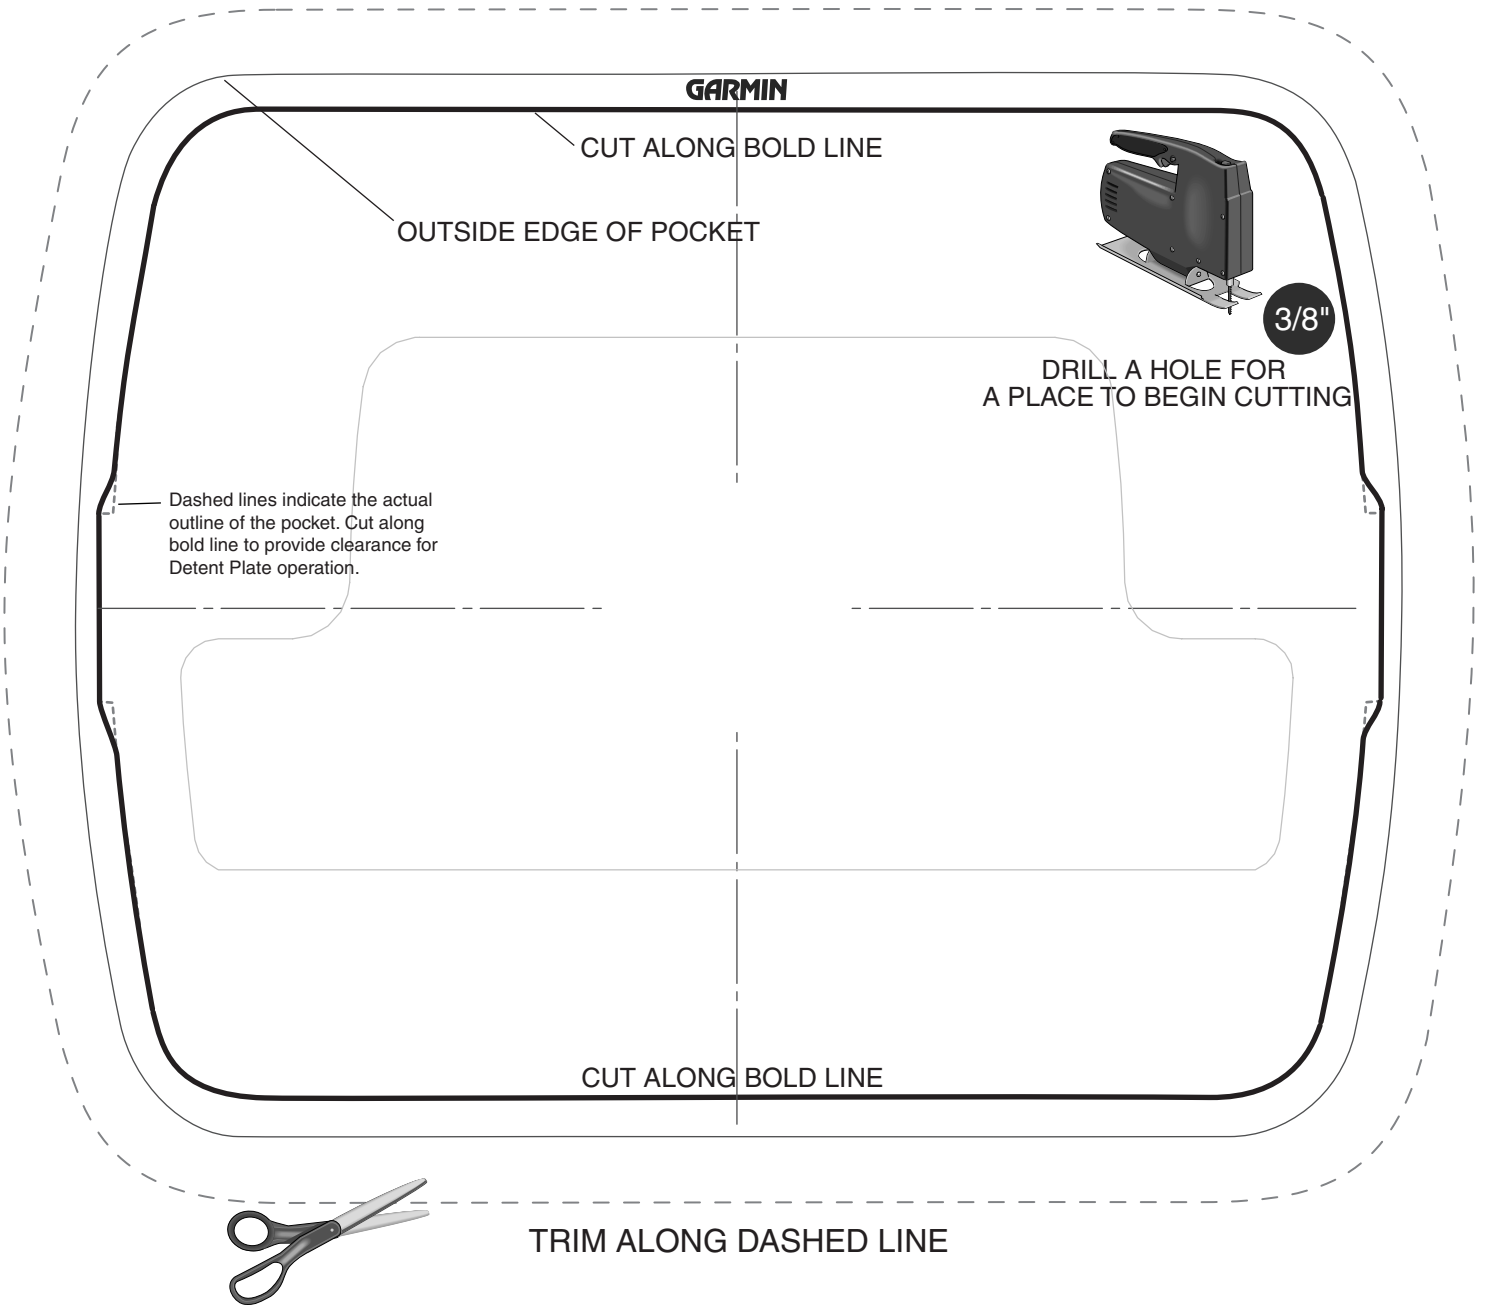 GARMIN
CUT ALONG BOLD LINE
OUTSIDE EDGE OF POCKET
3/8"
DRILL A HOLE FOR
A PLACE TO BEGIN CUTTING
Dashed lines indicate the actual
outline of the pocket. Cut along
bold line to provide clearance for
Detent Plate operation.
CUT ALONG BOLD LINE
TRIM ALONG DASHED LINE